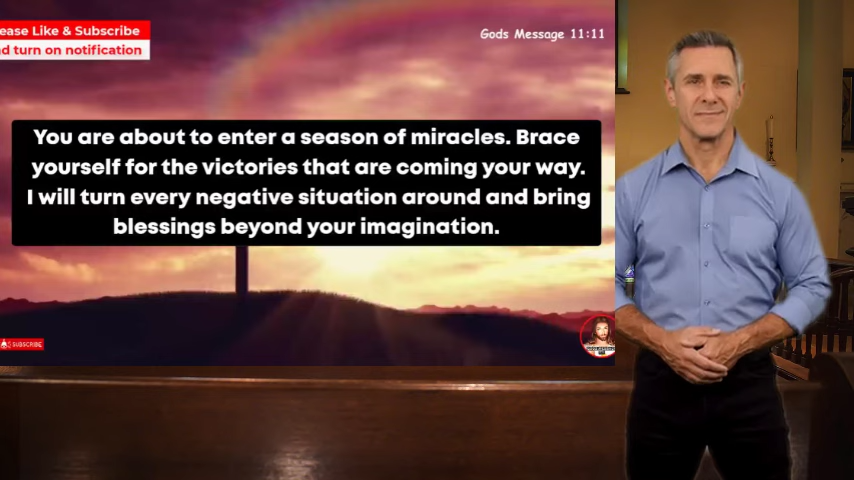 ease Like & Subscribe
nd turn on notification
Gods Message 11:11
You are about to enter a season of miracles. Brace
yourself for the victories that are coming your way.
I will turn every negative situation around and bring
blessings beyond your imagination.
SUBSCRIBE